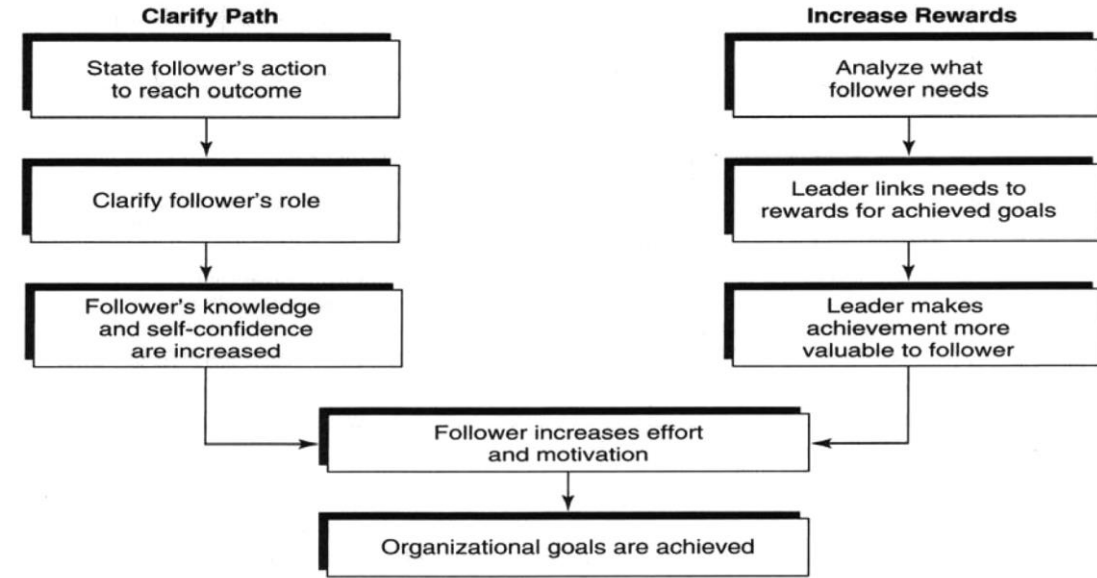 Clarify Path
State follower's action
to reach outcome
Clarify follower's role
Follower's knowledge
and self-confidence
are increased
Increase Rewards
Analyze what
follower needs
Leader links needs to
rewards for achieved goals
Leader makes
achievement more
valuable to follower
Follower increases effort
and motivation
Organizational goals are achieved